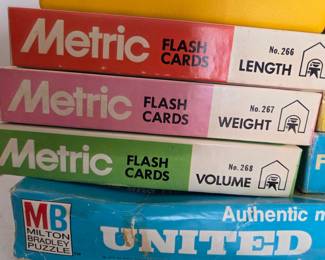 Metric FLASH CARDS No. 266 LENGTH
Metric FLASH CARDS No. 267 WEIGHT
Metric FLASH CARDS No. 268 VOLUME
MB
MILTON
BRADLEY
PUZZLE
Authentic
UNITED